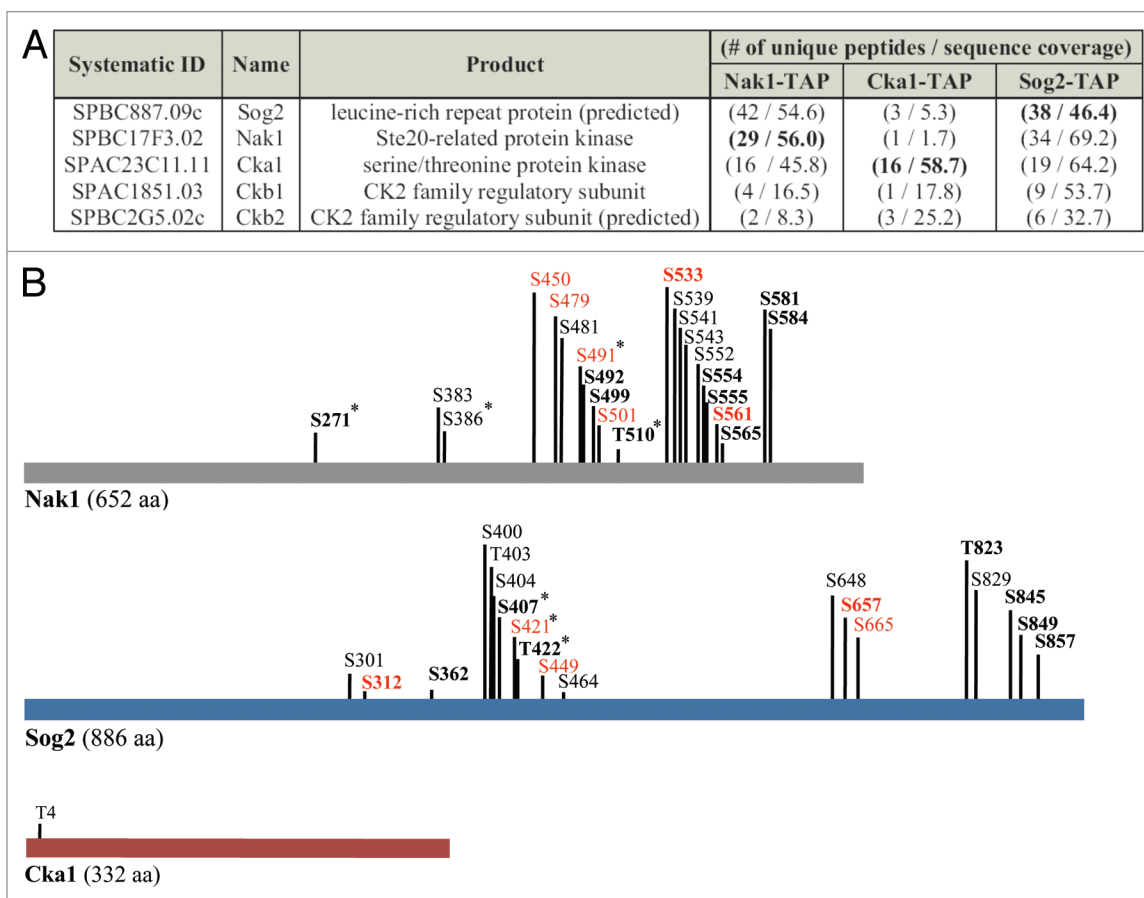 A
Systematic ID Name Product (# of unique peptides / sequence coverage)
Nak1-TAP Cka1-TAP Sog2-TAP
SPBC887.09c Sog2 leucine-rich repeat protein (predicted) (42 / 54.6) (3 / 5.3) (38 / 46.4)
SPBC17F3.02 Nak1 Ste20-related protein kinase (29 / 56.0) (1 / 1.7) (34 / 69.2)
SPAC23C11.11 Cka1 serine/threonine protein kinase (16 / 45.8) (16 / 58.7) (19 / 64.2)
SPAC1851.03 Ckb1 CK2 family regulatory subunit (4 / 16.5) (1 / 17.8) (9 / 53.7)
SPBC2G5.02c Ckb2 CK2 family regulatory subunit (predicted) (2 / 8.3) (3 / 25.2) (6 / 32.7)
B
S271*
S383
S386*
S450
S479
S481
S491*
S492
S499
S501
T510*
S533
S539
S541
S543
S552
S554
S555
S561
S565
S581
S584
Nak1 (652 aa)
S301
S312
S362
S400
T403
S404
S407*
S421*
T422*
S449
S464
S648
S657
S665
T823
S829
S845
S849
S857
Sog2 (886 aa)
T4
Cka1 (332 aa)